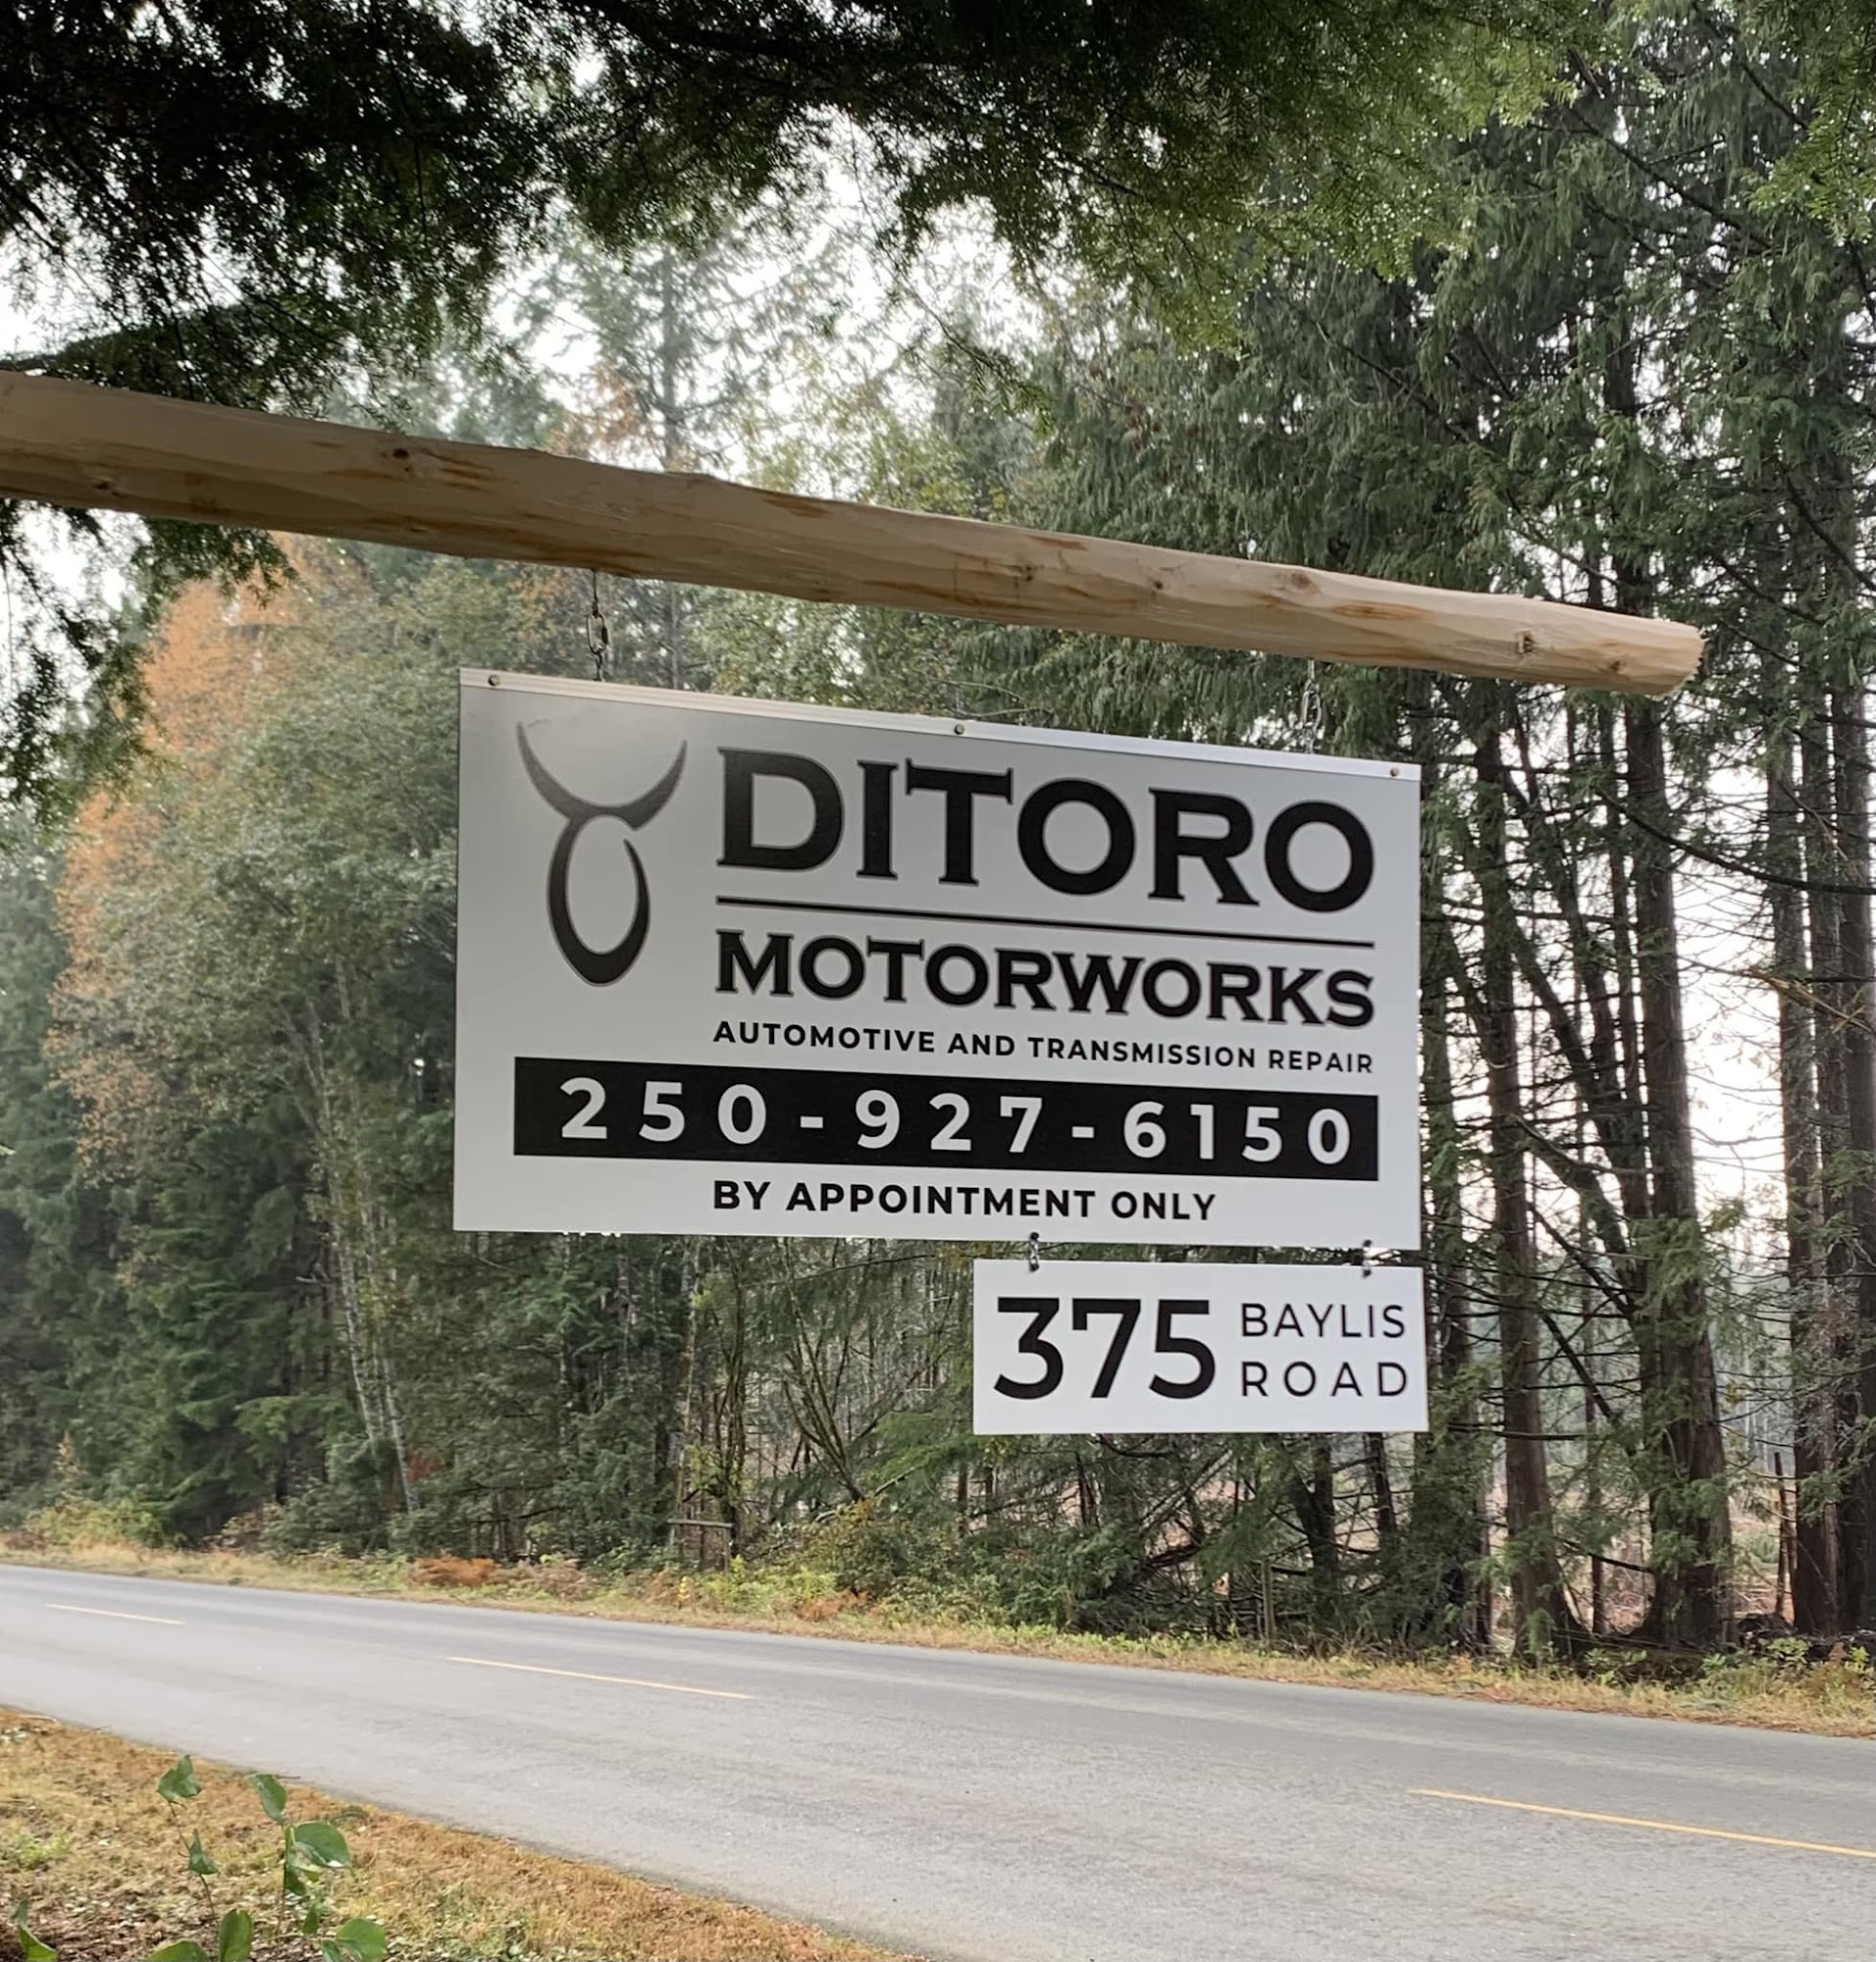 DITORO
MOTORWORKS
AUTOMOTIVE AND TRANSMISSION REPAIR
250-927-6150
BY APPOINTMENT ONLY
375 BAYLIS
ROAD